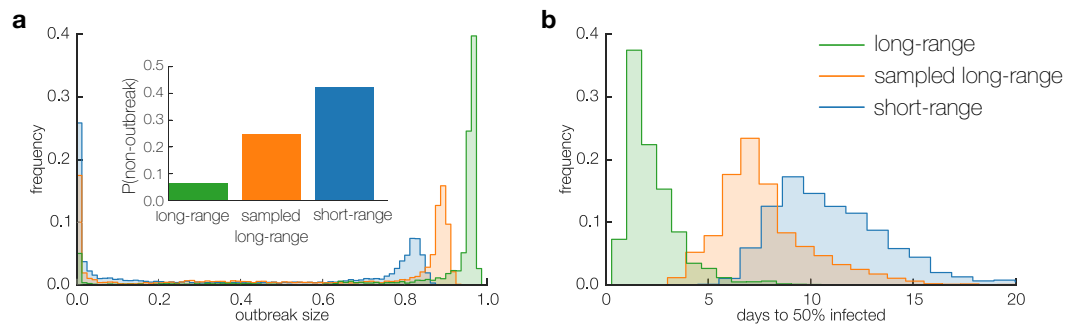 a
0.4
0.3
0.2
0.1
0.0
frequency
0.0
0.2
0.4
0.6
0.8
1.0
outbreak size
0.5
0.4
0.3
0.2
0.1
0.0
P(non-outbreak)
long-range
sampled
long-range
short-range
b
0.4
0.3
0.2
0.1
0.0
frequency
0
5
10
15
20
days to 50% infected
long-range
sampled long-range
short-range